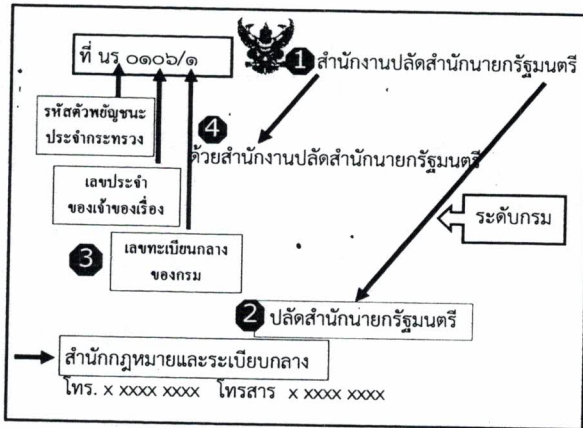 ที่ นร ๐๑๐๖/๑
1 สำนักงานปลัดสำนักนายกรัฐมนตรี
รหัสตัวพยัญชนะ
ประจำกระทรวง
4
ด้วยสำนักงานปลัดสำนักนายกรัฐมนตรี
เลขประจำ
ของเจ้าของเรื่อง
ระดับกรม
3 เลขทะเบียนกลาง
ของกรม
2 ปลัดสำนักนายกรัฐมนตรี
สำนักกฎหมายและระเบียบกลาง
โทร. x xxxx xxxx โทรสาร x xxxx xxxx